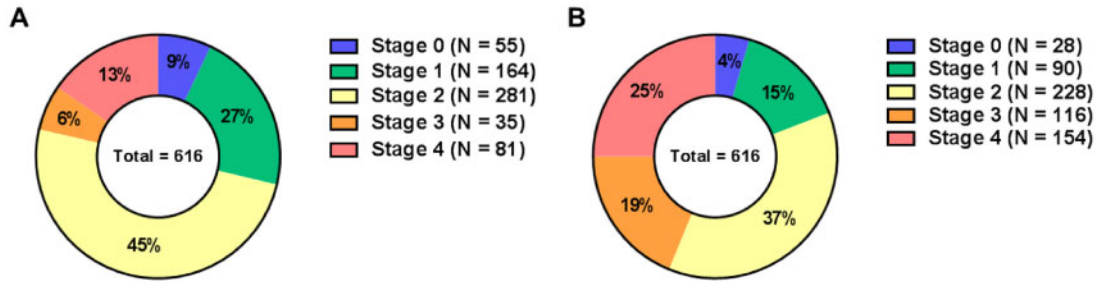 A
9%
27%
45%
6%
13%
Total = 616
Stage 0 (N = 55)
Stage 1 (N = 164)
Stage 2 (N = 281)
Stage 3 (N = 35)
Stage 4 (N = 81)
B
4%
15%
37%
19%
25%
Total = 616
Stage 0 (N = 28)
Stage 1 (N = 90)
Stage 2 (N = 228)
Stage 3 (N = 116)
Stage 4 (N = 154)